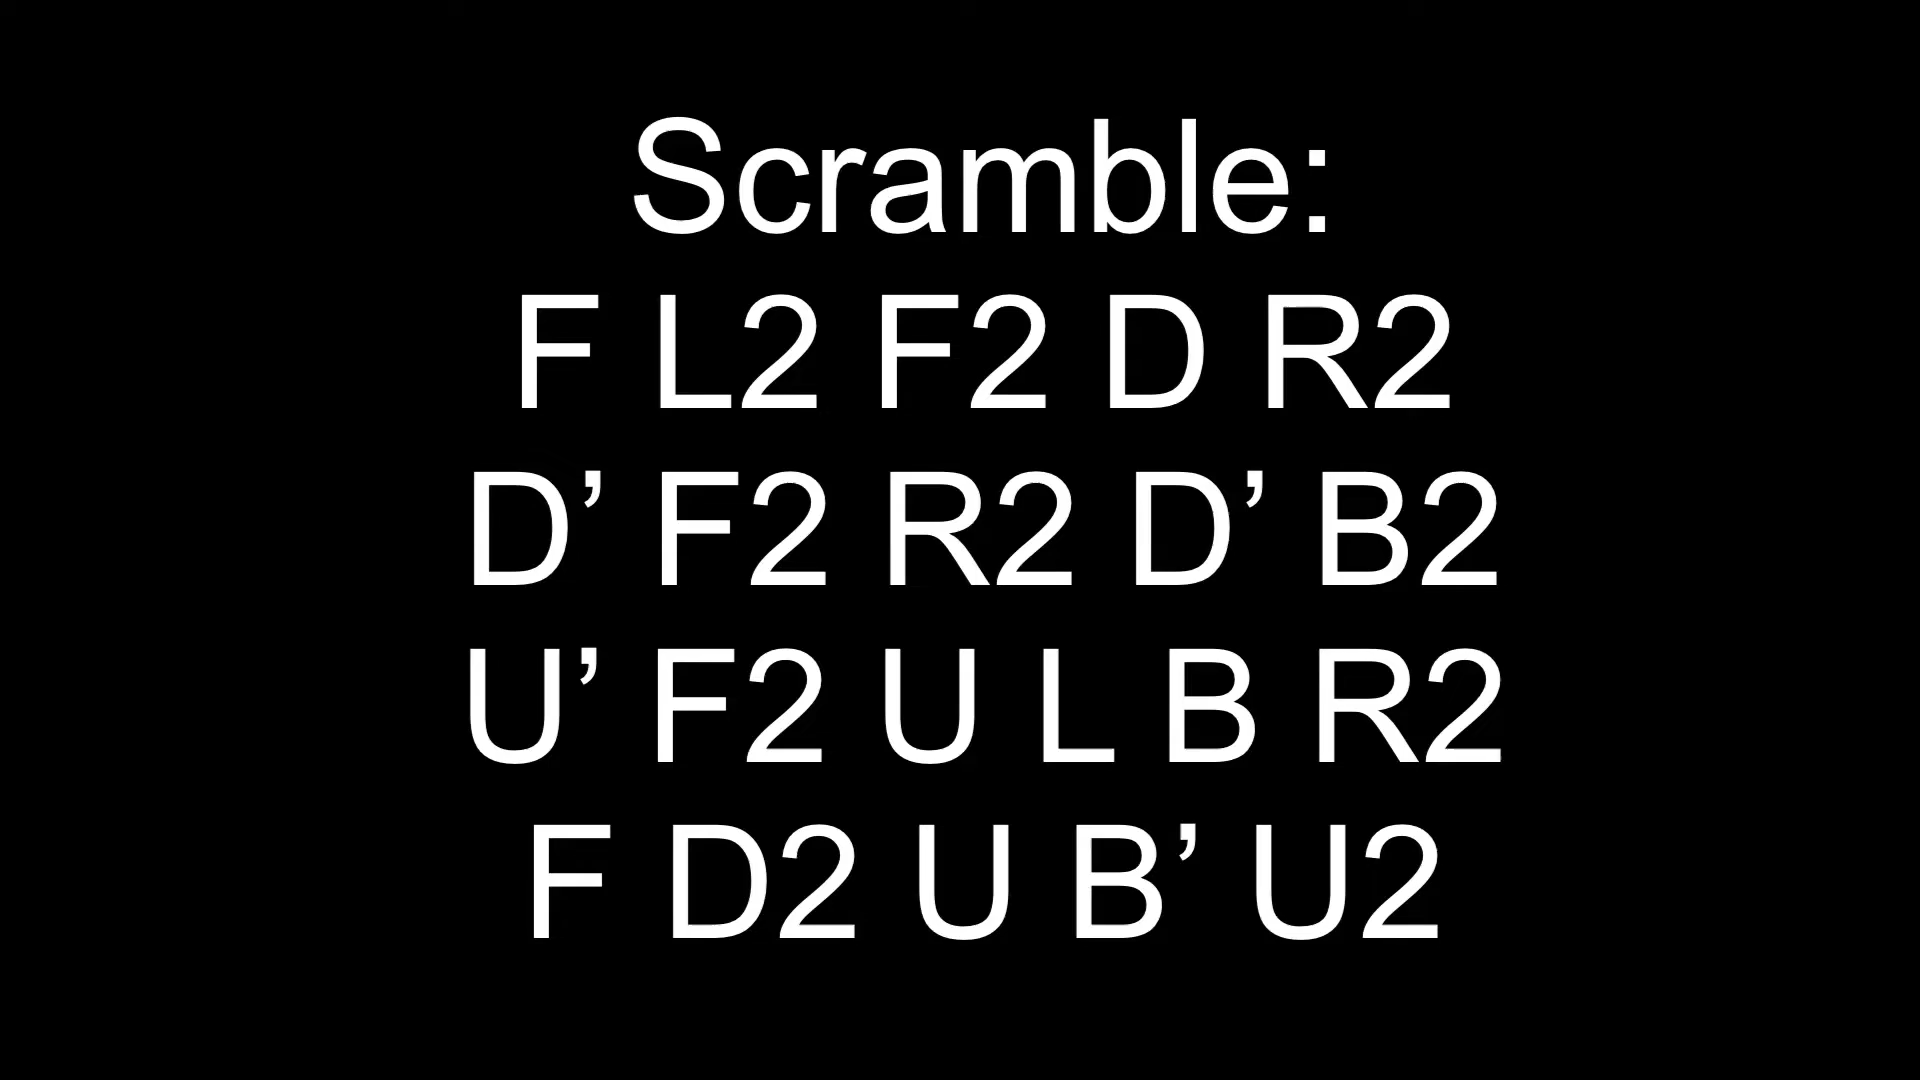 Scramble:
F L2 F2 D R2
D’ F2 R2 D’ B2
U’ F2 U L B R2
F D2 U B’ U2